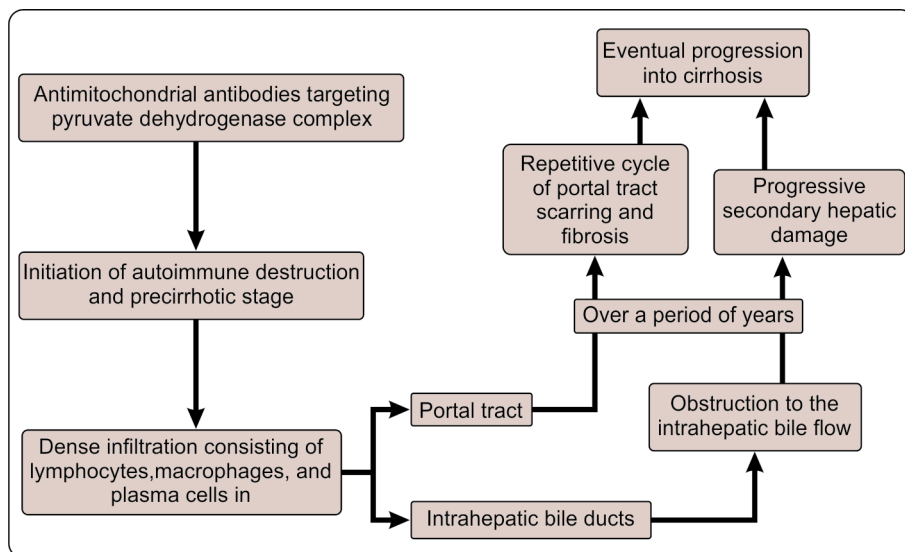 Antimitochondrial antibodies targeting
pyruvate dehydrogenase complex
Initiation of autoimmune destruction
and precirrhotic stage
Dense infiltration consisting of
lymphocytes,macrophages, and
plasma cells in
Portal tract
Intrahepatic bile ducts
Obstruction to the
intrahepatic bile flow
Over a period of years
Repetitive cycle
of portal tract
scarring and
fibrosis
Progressive
secondary hepatic
damage
Eventual progression
into cirrhosis